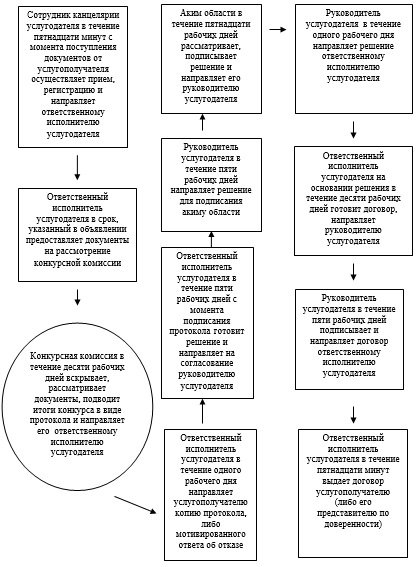 Сотрудник канцелярии
услугодателя в течение
пятнадцати минут с
момента поступления
документов от
услугополучателя
осуществляет прием,
регистрацию и
направляет
ответственному
исполнителю
услугодателя
Ответственный
исполнитель
услугодателя в срок,
указанный в объявлении
предоставляет документы
на рассмотрение
конкурсной комиссии
Конкурсная комиссия в
течение десяти рабочих
дней вскрывает,
рассматривает
документы, подводит
итоги конкурса в виде
протокола и направляет
его ответственному
исполнителю
услугодателя
Ответственный
исполнитель
услугодателя в
течение одного
рабочего дня
направляет
услугополучателю
копию протокола,
либо
мотивированного
ответа об отказе
Ответственный
исполнитель
услугодателя в
течение пяти
рабочих дней с
момента
подписания
протокола готовит
решение и
направляет на
согласование
руководителю
услугодателя
Руководитель
услугодателя в
течение пяти
рабочих дней
направляет решение
для подписания
акиму области
Аким области в
течение пятнадцати
рабочих дней
рассматривает,
подписывает
решение и
направляет его
руководителю
услугодателя
Руководитель
услугодателя в течение
одного рабочего дня
направляет решение
ответственному
исполнителю
услугодателя
Ответственный
исполнитель
услугодателя на
основании решения в
течение десяти рабочих
дней готовит договор,
направляет
руководителю
услугодателя
Руководитель
услугодателя в течение
пяти рабочих дней
подписывает и
направляет договор
ответственному
исполнителю
услугодателя
Ответственный
исполнитель
услугодателя в течение
пятнадцати минут
выдает договор
услугополучателю
(либо его
представителю по
доверенности)